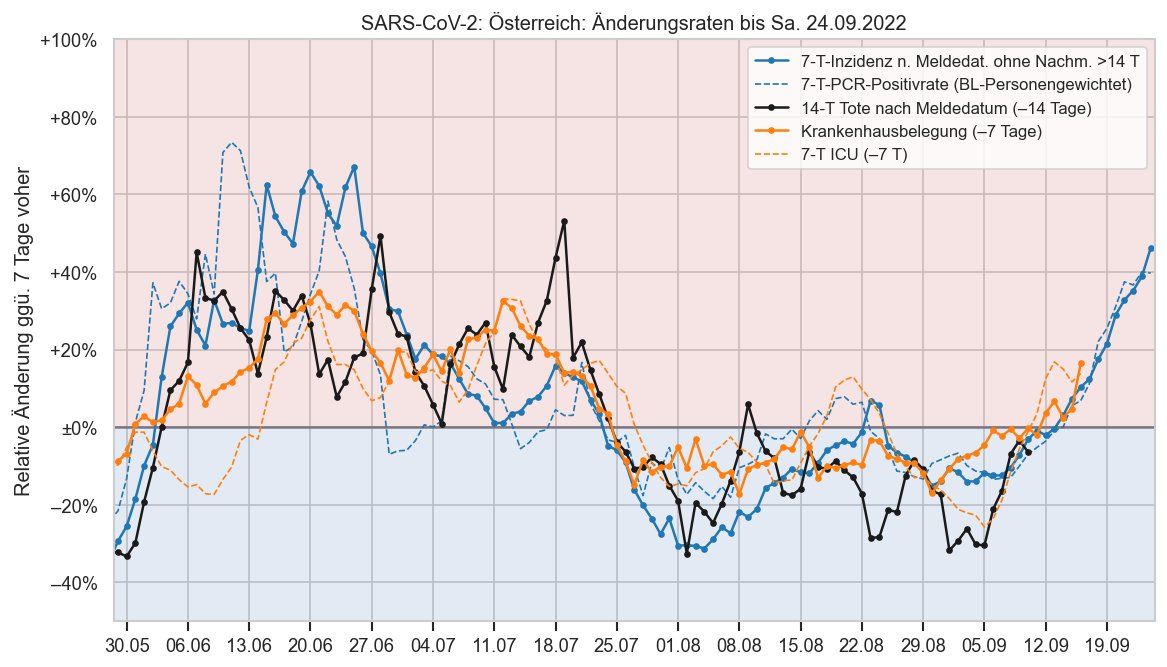 SARS-CoV-2: Österreich: Änderungsraten bis Sa. 24.09.2022
+100%
+80%
+60%
+40%
+20%
±0%
–20%
–40%
Relative Änderung ggü. 7 Tage voher
7-T-Inzidenz n. Meldedat. ohne Nachm. >14 T
7-T-PCR-Positivrate (BL-Personengewichtet)
14-T Tote nach Meldedatum (–14 Tage)
Krankenhausbelegung (–7 Tage)
7-T ICU (–7 T)
30.05 06.06 13.06 20.06 27.06 04.07 11.07 18.07 25.07 01.08 08.08 15.08 22.08 29.08 05.09 12.09 19.09